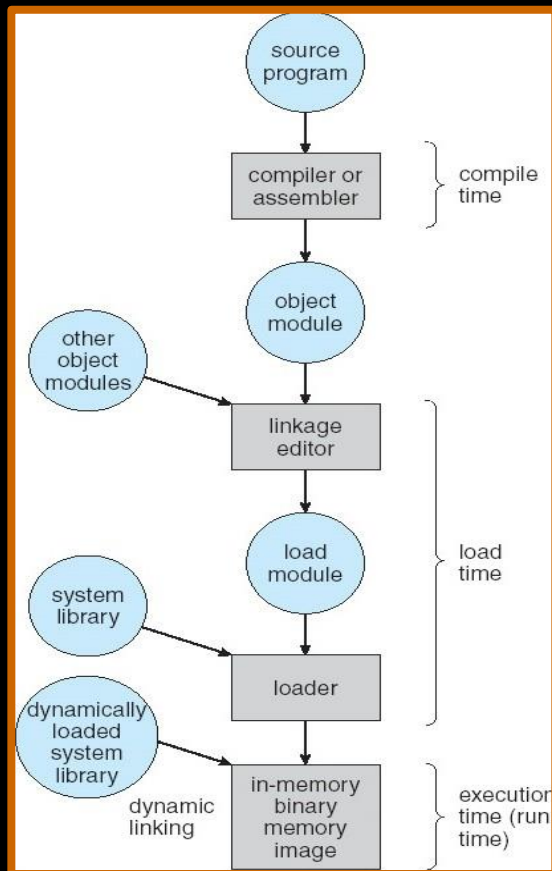 source
program
compiler or
assembler
compile
time
object
module
other
object
modules
linkage
editor
load
module
load
time
system
library
loader
dynamically
loaded
system
library
dynamic
linking
in-memory
binary
memory
image
execution
time (run
time)